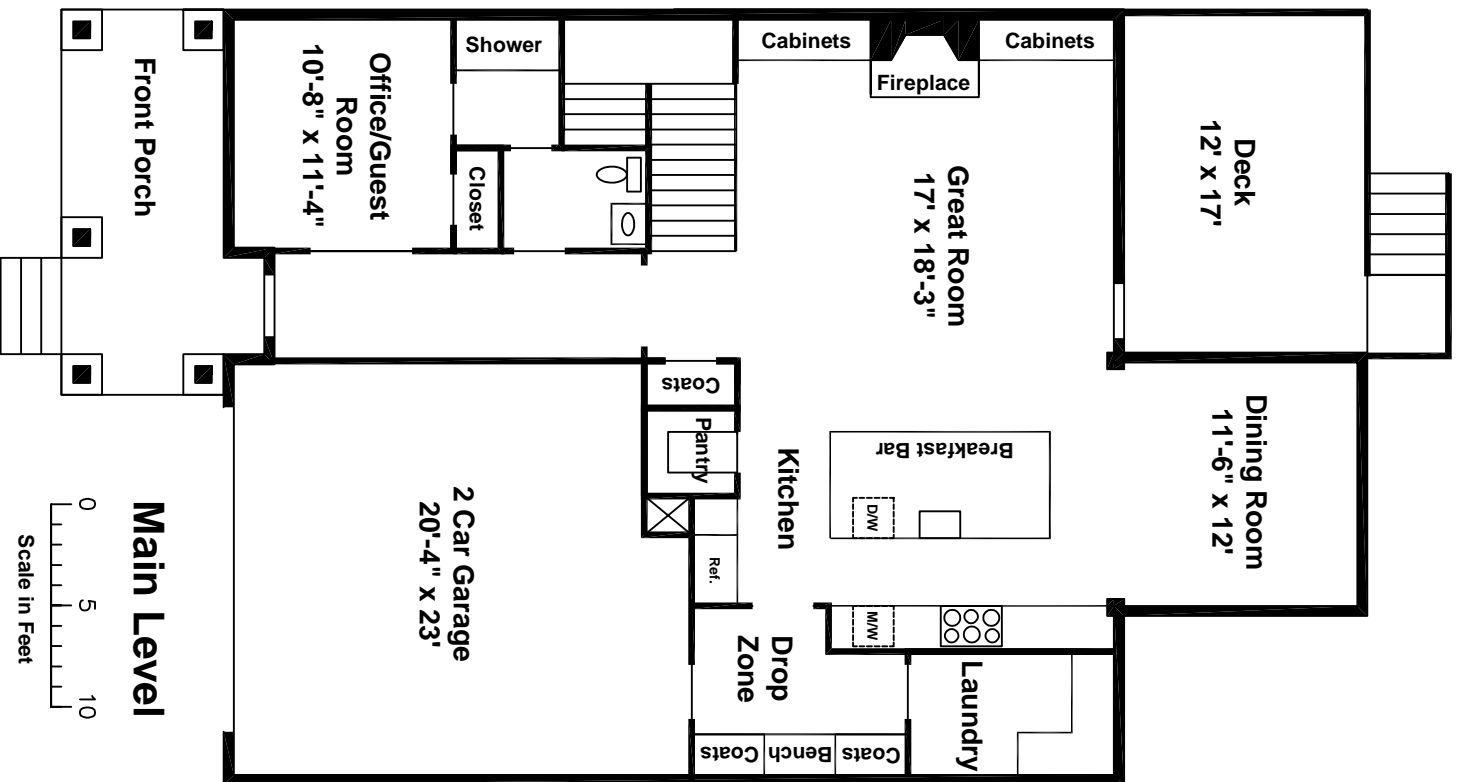 Shower
Cabinets
Cabinets
Fireplace
Front Porch
Office/Guest
Room
10'-8" x 11'-4"
Closet
Great Room
17' x 18'-3"
Deck
12' x 17'
Coats
Pantry
Kitchen
Breakfast Bar
D/W
Dining Room
11'-6" x 12'
Ref.
M/W
2 Car Garage
20'-4" x 23'
Drop
Zone
Laundry
Coats
Bench
Coats
Main Level
0 5 10
Scale in Feet